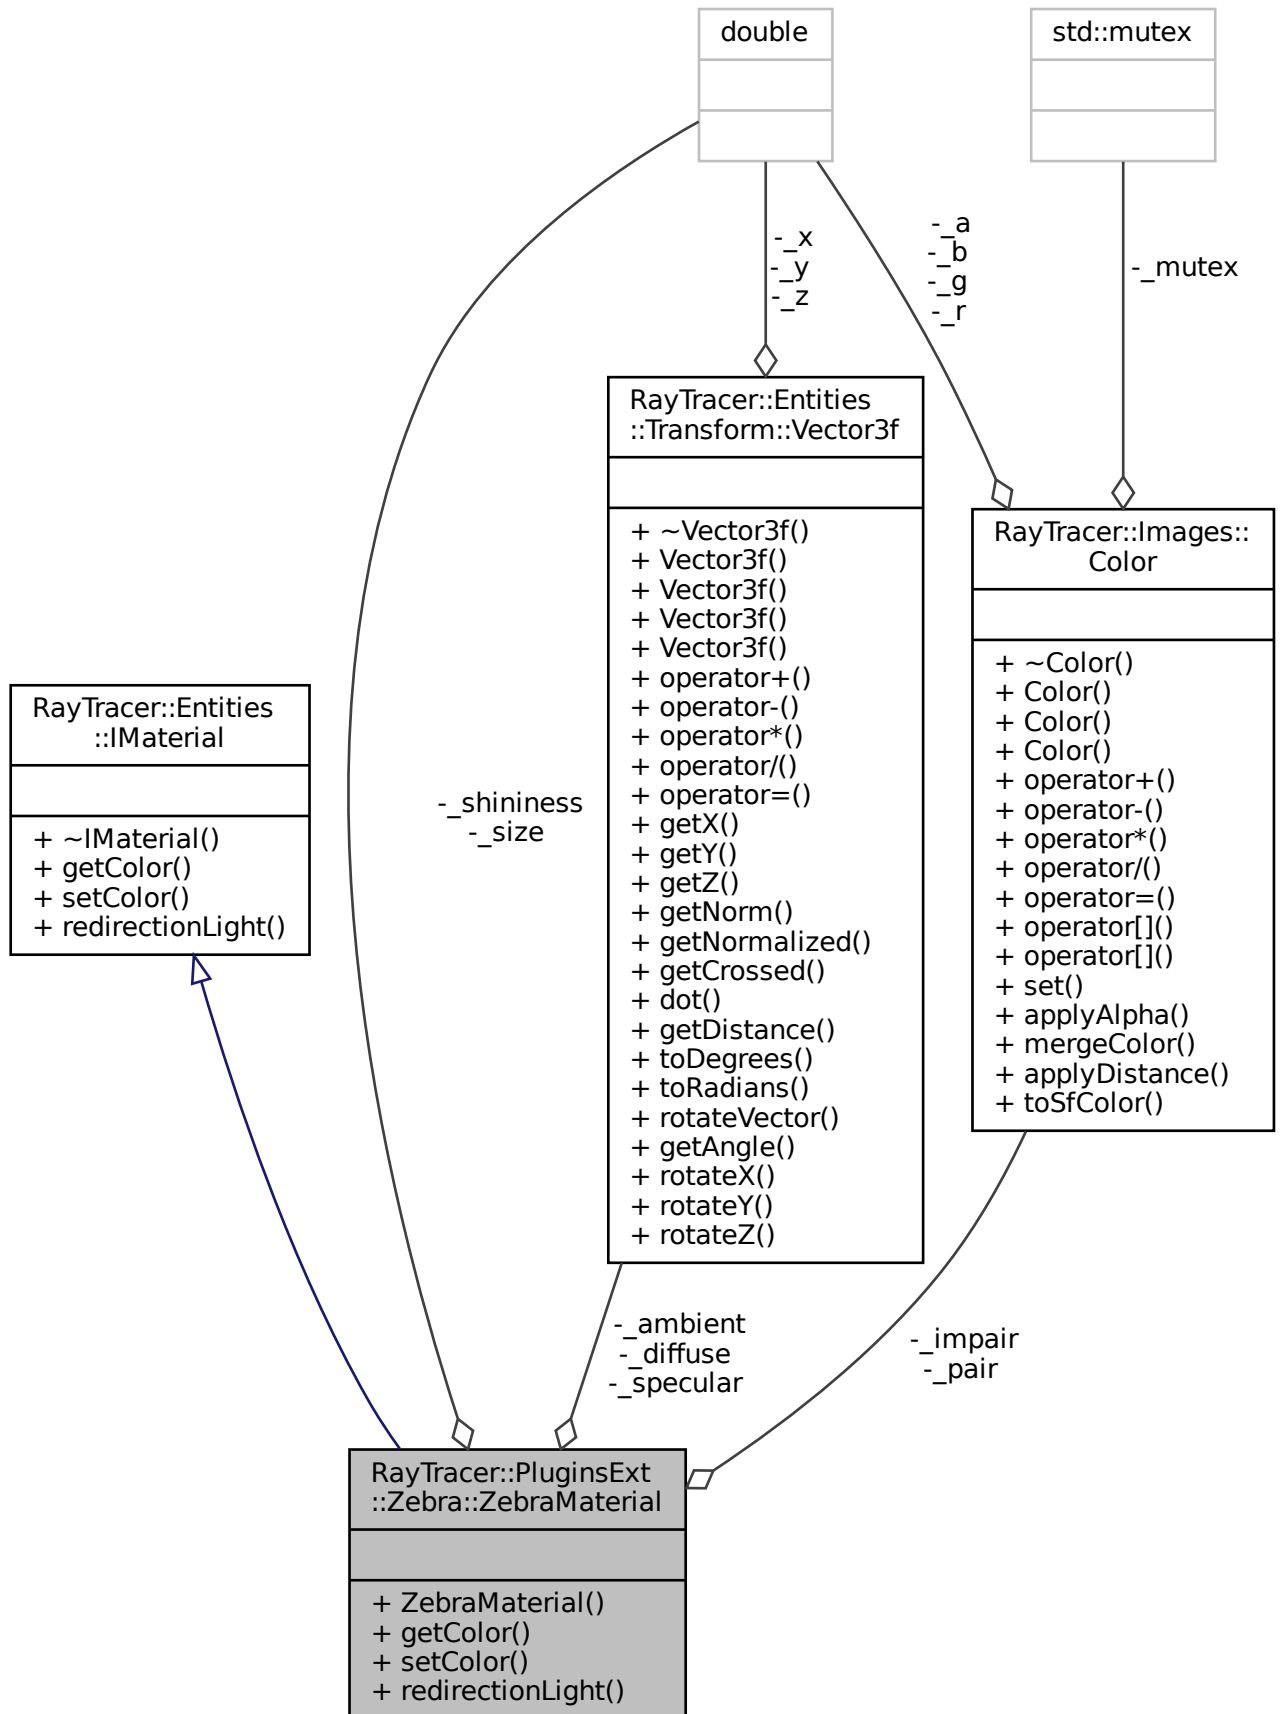 double
std::mutex
-_x
-_y
-_z
-_a
-_b
-_g
-_r
-_mutex
RayTracer::Entities
::Transform::Vector3f
+ ~Vector3f()
+ Vector3f()
+ Vector3f()
+ Vector3f()
+ Vector3f()
+ operator+()
+ operator-()
+ operator*()
+ operator/()
+ operator=()
+ getX()
+ getY()
+ getZ()
+ getNorm()
+ getNormalized()
+ getCrossed()
+ dot()
+ getDistance()
+ toDegrees()
+ toRadians()
+ rotateVector()
+ getAngle()
+ rotateX()
+ rotateY()
+ rotateZ()
RayTracer::Images::
Color
+ ~Color()
+ Color()
+ Color()
+ Color()
+ operator+()
+ operator-()
+ operator*()
+ operator/()
+ operator=()
+ operator[]()
+ operator[]()
+ set()
+ applyAlpha()
+ mergeColor()
+ applyDistance()
+ toSfColor()
RayTracer::Entities
::IMaterial
+ ~IMaterial()
+ getColor()
+ setColor()
+ redirectionLight()
-_shininess
-_size
-_ambient
-_diffuse
-_specular
-_impair
-_pair
RayTracer::PluginsExt
::Zebra::ZebraMaterial
+ ZebraMaterial()
+ getColor()
+ setColor()
+ redirectionLight()